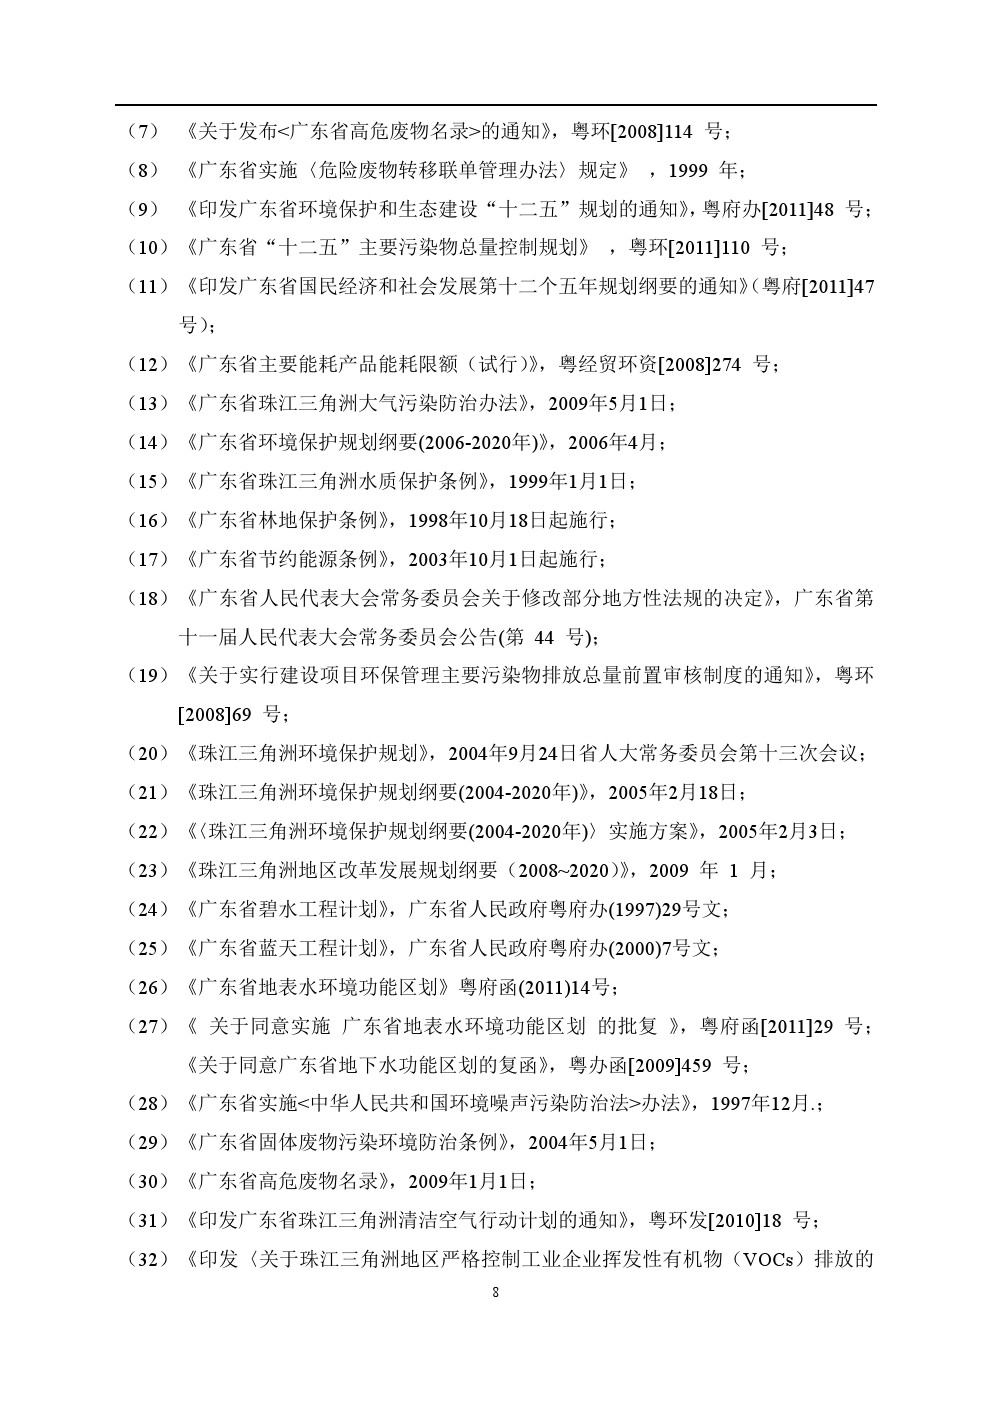 （7）《关于发布<广东省高危废物名录>的通知》，粤环[2008]114 号；
（8）《广东省实施〈危险废物转移联单管理办法〉规定》 ，1999 年；
（9）《印发广东省环境保护和生态建设“十二五”规划的通知》，粤府办[2011]48 号；
（10）《广东省“十二五”主要污染物总量控制规划》 ，粤环[2011]110 号；
（11）《印发广东省国民经济和社会发展第十二个五年规划纲要的通知》（粤府[2011]47
号）；
（12）《广东省主要能耗产品能耗限额（试行）》，粤经贸环资[2008]274 号；
（13）《广东省珠江三角洲大气污染防治办法》，2009年5月1日；
（14）《广东省环境保护规划纲要(2006-2020年)》，2006年4月；
（15）《广东省珠江三角洲水质保护条例》，1999年1月1日；
（16）《广东省林地保护条例》，1998年10月18日起施行；
（17）《广东省节约能源条例》，2003年10月1日起施行；
（18）《广东省人民代表大会常务委员会关于修改部分地方性法规的决定》，广东省第
十一届人民代表大会常务委员会公告(第 44 号)；
（19）《关于实行建设项目环保管理主要污染物排放总量前置审核制度的通知》，粤环
[2008]69 号；
（20）《珠江三角洲环境保护规划》，2004年9月24日省人大常务委员会第十三次会议；
（21）《珠江三角洲环境保护规划纲要(2004-2020年)》，2005年2月18日；
（22）《〈珠江三角洲环境保护规划纲要(2004-2020年)〉实施方案》，2005年2月3日；
（23）《珠江三角洲地区改革发展规划纲要（2008~2020）》，2009 年 1 月；
（24）《广东省碧水工程计划》，广东省人民政府粤府办(1997)29号文；
（25）《广东省蓝天工程计划》，广东省人民政府粤府办(2000)7号文；
（26）《广东省地表水环境功能区划》粤府函(2011)14号；
（27）《 关于同意实施 广东省地表水环境功能区划 的批复 》，粤府函[2011]29 号；
《关于同意广东省地下水功能区划的复函》，粤办函[2009]459 号；
（28）《广东省实施<中华人民共和国环境噪声污染防治法>办法》，1997年12月.；
（29）《广东省固体废物污染环境防治条例》，2004年5月1日；
（30）《广东省高危废物名录》，2009年1月1日；
（31）《印发广东省珠江三角洲清洁空气行动计划的通知》，粤环发[2010]18 号；
（32）《印发〈关于珠江三角洲地区严格控制工业企业挥发性有机物（VOCs）排放的
8